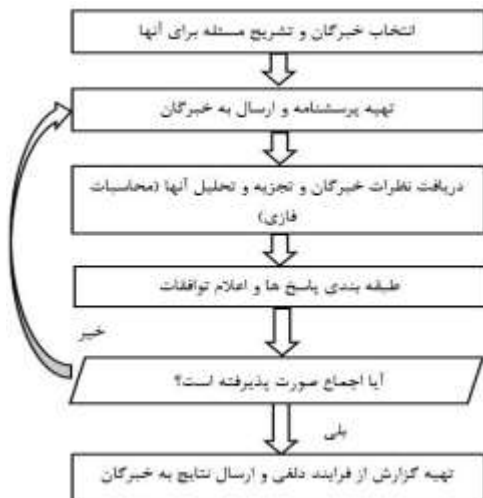 انتخاب خبرگان و تشریح مسئله برای آنها
تهیه پرسشنامه و ارسال به خبرگان
دریافت نظرات خبرگان و تجزیه و تحلیل آنها (محاسبات
فازی)
طبقه بندی پاسخ ها و اعلام توافقات
خیر
آیا اجماع صورت پذیرفته است؟
بلی
تهیه گزارش از فرایند دلفی و ارسال نتایج به خبرگان